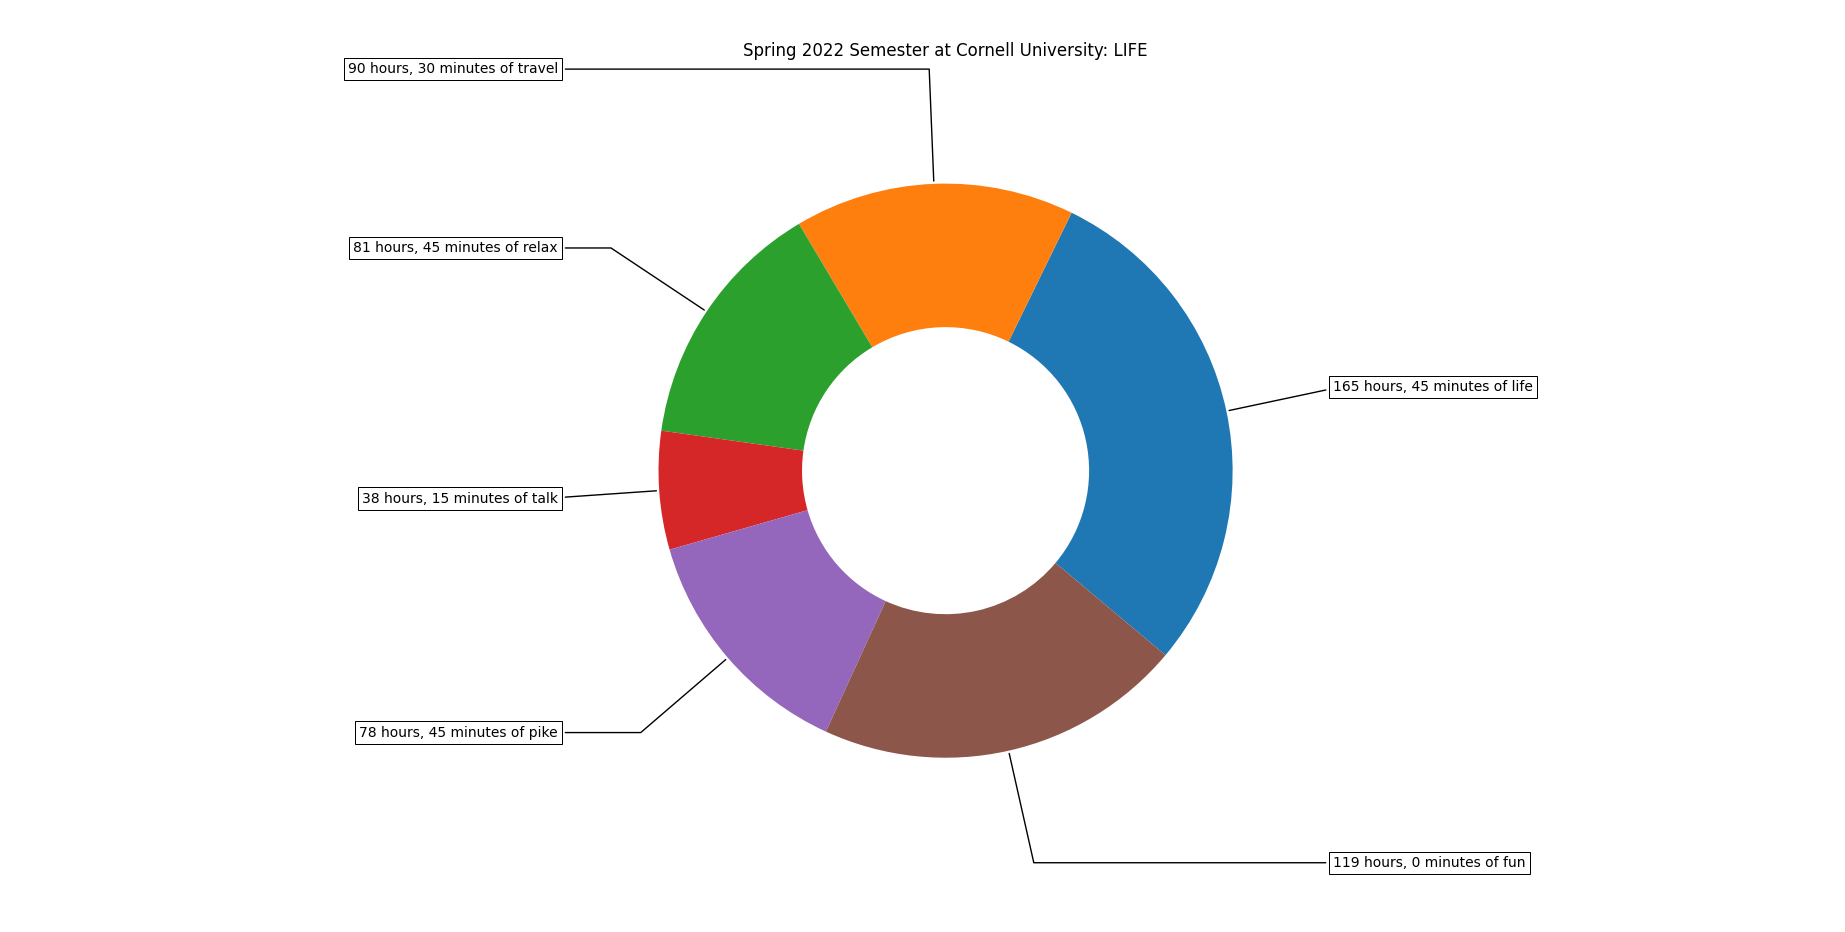 Spring 2022 Semester at Cornell University: LIFE
90 hours, 30 minutes of travel
81 hours, 45 minutes of relax
165 hours, 45 minutes of life
38 hours, 15 minutes of talk
78 hours, 45 minutes of pike
119 hours, 0 minutes of fun